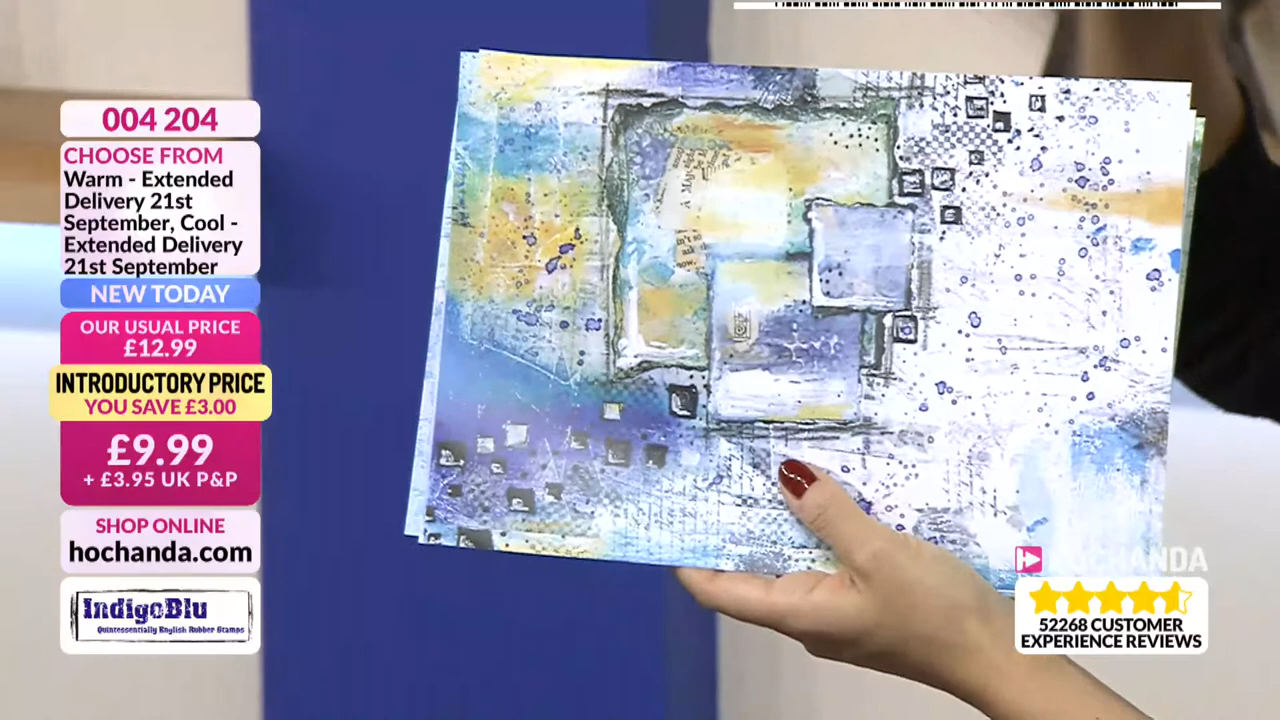 004 204
CHOOSE FROM
Warm - Extended
Delivery 21st
September, Cool -
Extended Delivery
21st September
NEW TODAY
OUR USUAL PRICE
£12.99
INTRODUCTORY PRICE
YOU SAVE £3.00
£9.99
+ £3.95 UK P&P
SHOP ONLINE
hochanda.com
IndigoBlu
Quintessentially English Rubber Stamps
HOCHANDA
52268 CUSTOMER
EXPERIENCE REVIEWS